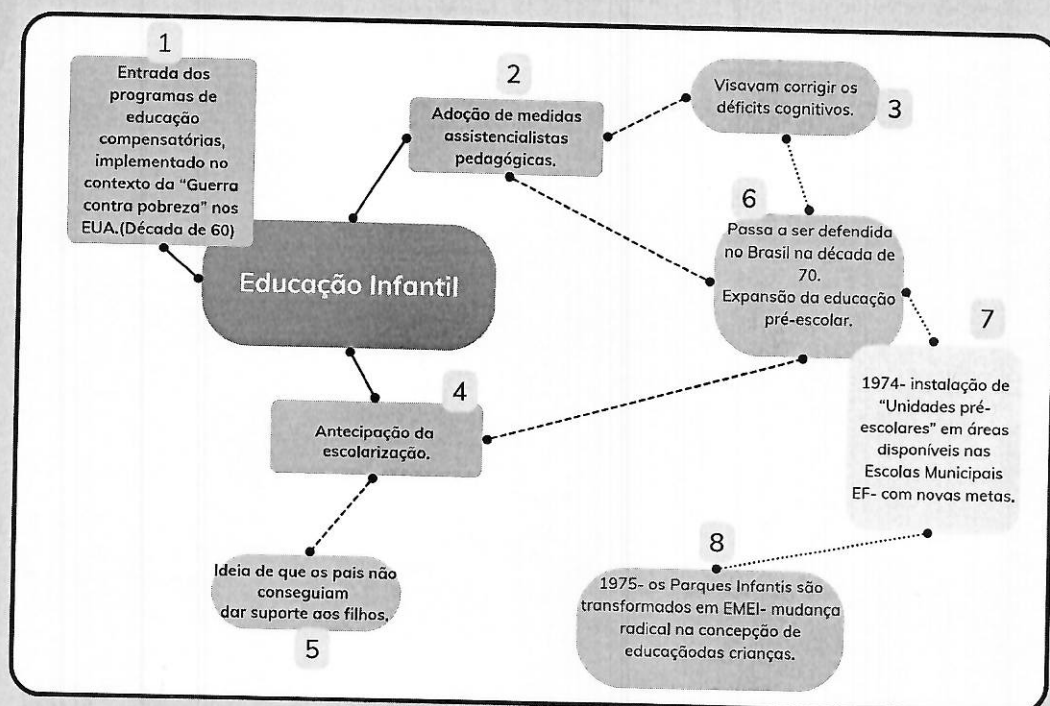 1
Entrada dos
programas de
educação
compensatórias,
implementado no
contexto da "Guerra
contra pobreza" nos
EUA.(Década de 60)
2
Adoção de medidas
assistencialistas
pedagógicas.
Visavam corrigir os
déficits cognitivos.
3
Educação Infantil
6
Passa a ser defendida
no Brasil na década de
70.
Expansão da educação
pré-escolar.
4
Antecipação da
escolarização.
7
1974- instalação de
"Unidades pré-
escolares" em áreas
disponíveis nas
Escolas Municipais
EF- com novas metas.
Ideia de que os pais não
conseguiam
dar suporte aos filhos,
5
8
1975- os Parques Infantis são
transformados em EMEI- mudança
radical na concepção de
educaçãodas crianças.